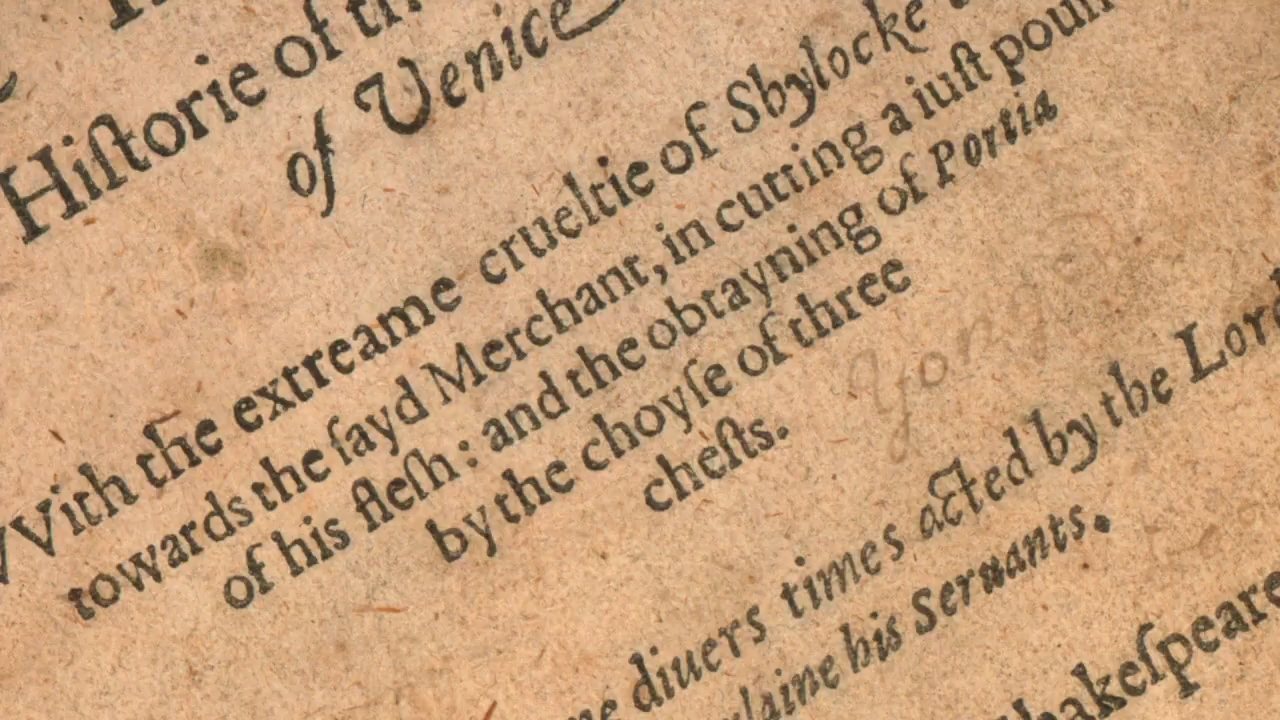 Hiſtorie of
of Venice
VVith the extreame crueltie of Shylocke
towards the ſayd Merchant, in cutting a iuſt
of his fleſh: and the obtayning of Portia
by the choyſe of three
cheſts.
Yong
diuers times acted by the Lord
his Seruants.